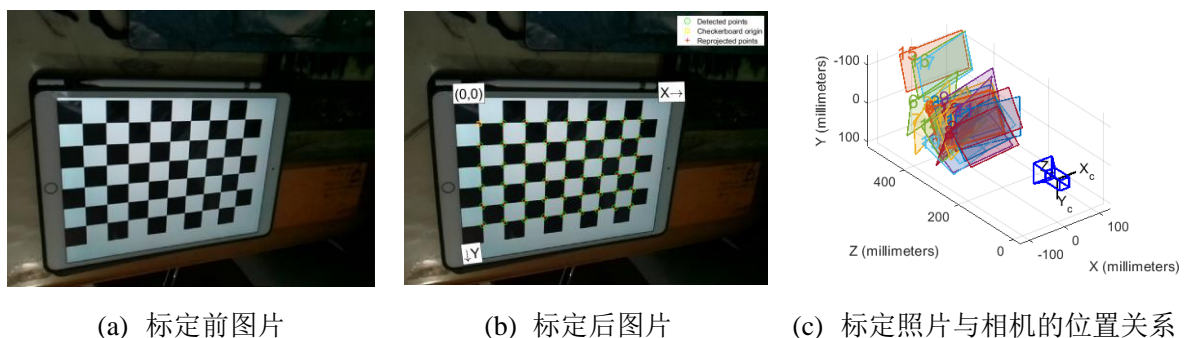 Detected points
Checkerboard origin
Reprojected points
(0,0)
X→
↓Y
-100
0
100
Y (millimeters)
15
6
400
200
0
Z (millimeters)
-100
0
100
X (millimeters)
Z
X c
Y c
(a) 标定前图片
(b) 标定后图片
(c) 标定照片与相机的位置关系